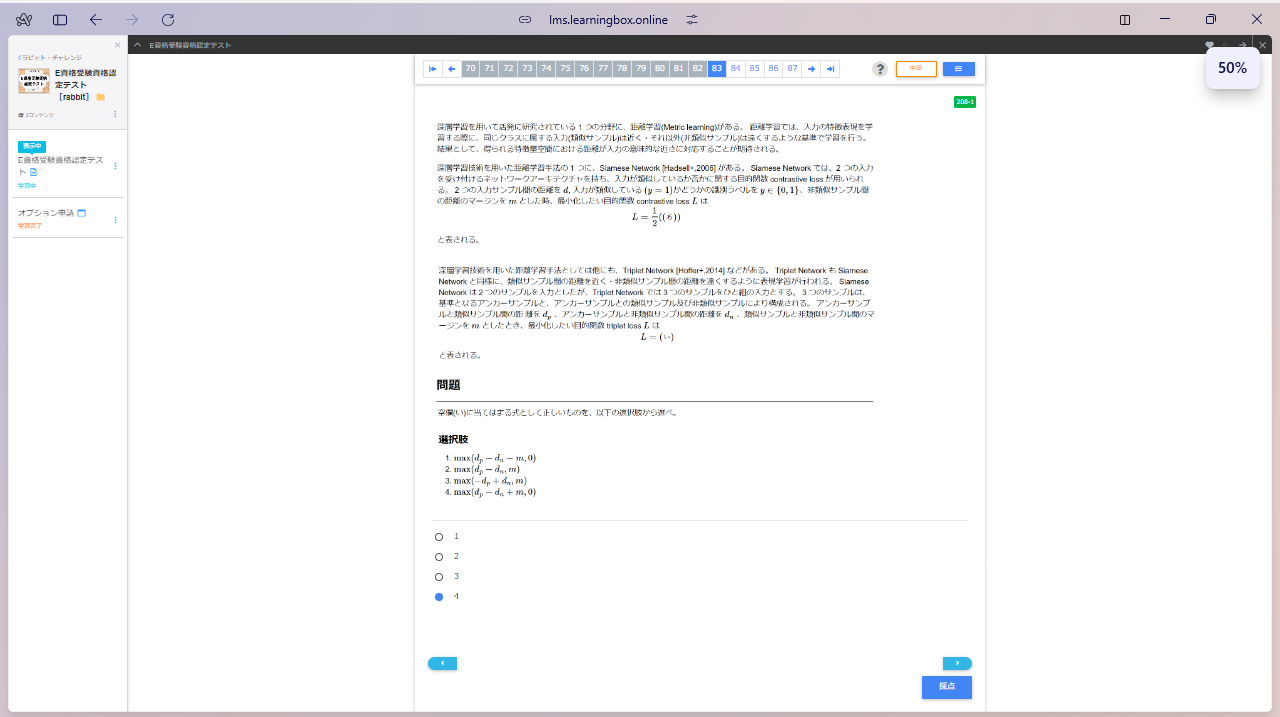 lms.learningbox.online
50%
くラビット・チャレンジ
E資格受験資格認定テスト
E資格受験資格認
定テスト
［rabbit］
2コンテンツ
表示中
E資格受験資格認定テス
ト
学習中
オプション申請
学習完了
70 71 72 73 74 75 76 77 78 79 80 81 82 83 84 85 86 87
?
中断
208-1
深層学習を用いて活発に研究されている 1 つの分野に、距離学習(Metric learning)がある。 距離学習では、入力の特徴表現を学
習する際に、同じクラスに属する入力(類似サンプル)は近く・それ以外(非類似サンプル)は遠くするような基準で学習を行う。
結果として、得られる特徴量空間における距離が入力の意味的な近さに対応することが期待される。
深層学習技術を用いた距離学習手法の 1 つに、Siamese Network [Hadsell+,2006] がある。 Siamese Network では、2 つの入力
を受け付けるネットワークアーキテクチャを持ち、入力が類似しているか否かに関する目的関数 contrastive loss が用いられ
る。 2 つの入力サンプル間の距離を d, 入力が類似している (y = 1) かどうかの識別ラベルを y ∈ {0, 1}、非類似サンプル間
の距離のマージンを m とした時、最小化したい目的関数 contrastive loss L は
L = 1/2 ((あ))
と表される。
深層学習技術を用いた距離学習手法としては他にも、Triplet Network [Hoffer+,2014] などがある。 Triplet Network も Siamese
Network と同様に、類似サンプル間の距離を近く・非類似サンプル間の距離を遠くするように表現学習が行われる。 Siamese
Network は２つのサンプルを入力としたが、Triplet Network では３つのサンプルをひと組の入力とする。３つのサンプルは、
基準となるアンカーサンプルと、アンカーサンプルとの類似サンプル及び非類似サンプルにより構成される。 アンカーサンプ
ルと類似サンプル間の距 離を dp 、アンカーサンプルと非類似サンプル間の距離を dn 、類似サンプルと非類似サンプル間のマ
ージンを m としたとき、最小化したい目的関数 triplet loss L は
L = (い)
と表される。
問題
空欄(い)に当てはまる式として正しいものを、以下の選択肢から選べ。
選択肢
1. max(dp − dn − m, 0)
2. max(dp − dn, m)
3. max(−dp + dn, m)
4. max(dp − dn + m, 0)
1
2
3
4
採点